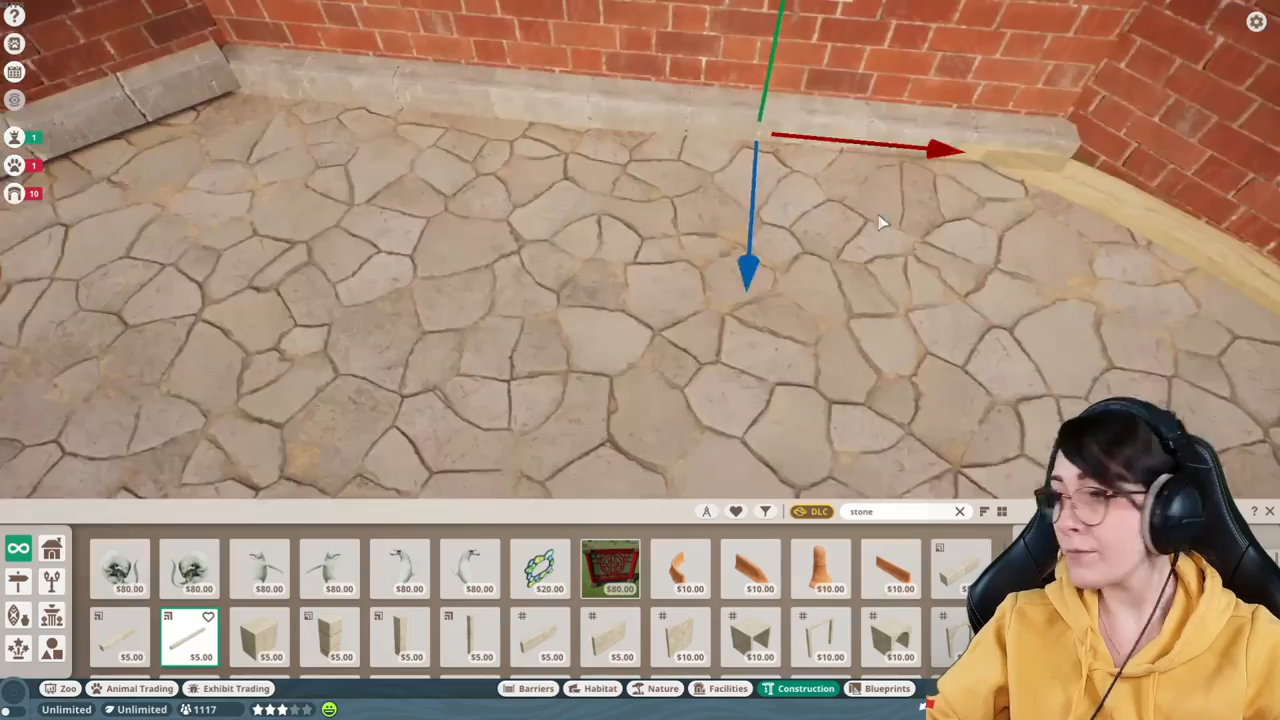 ?
1
1
10
DLC
stone
?
$80.00 $80.00 $80.00 $80.00 $80.00 $80.00 $20.00 $80.00 $10.00 $10.00 $10.00 $10.00
$5.00 $5.00 $5.00 $5.00 $5.00 $5.00 $5.00 $5.00 $10.00 $10.00 $10.00 $10.00
Zoo Animal Trading Exhibit Trading Barriers Habitat Nature Facilities Construction Blueprints
Unlimited Unlimited 1117